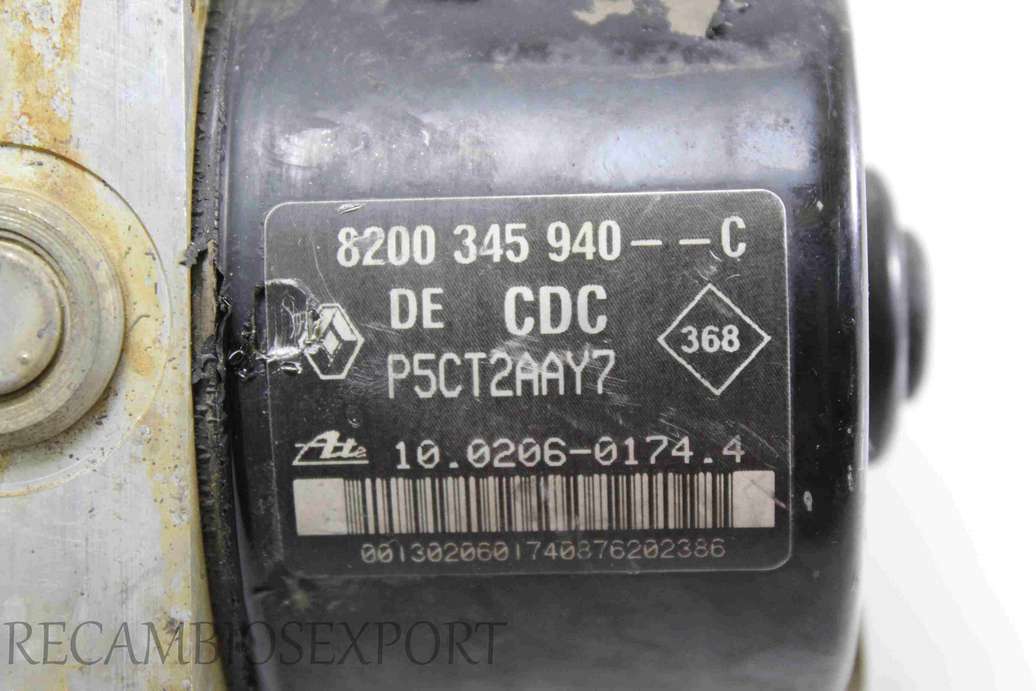 8200 345 940--C
DE CDC
368
P5CT2AAY7
Ate 10.0206-0174.4
0013020601740876202386
RECAMBIOSEXPORT